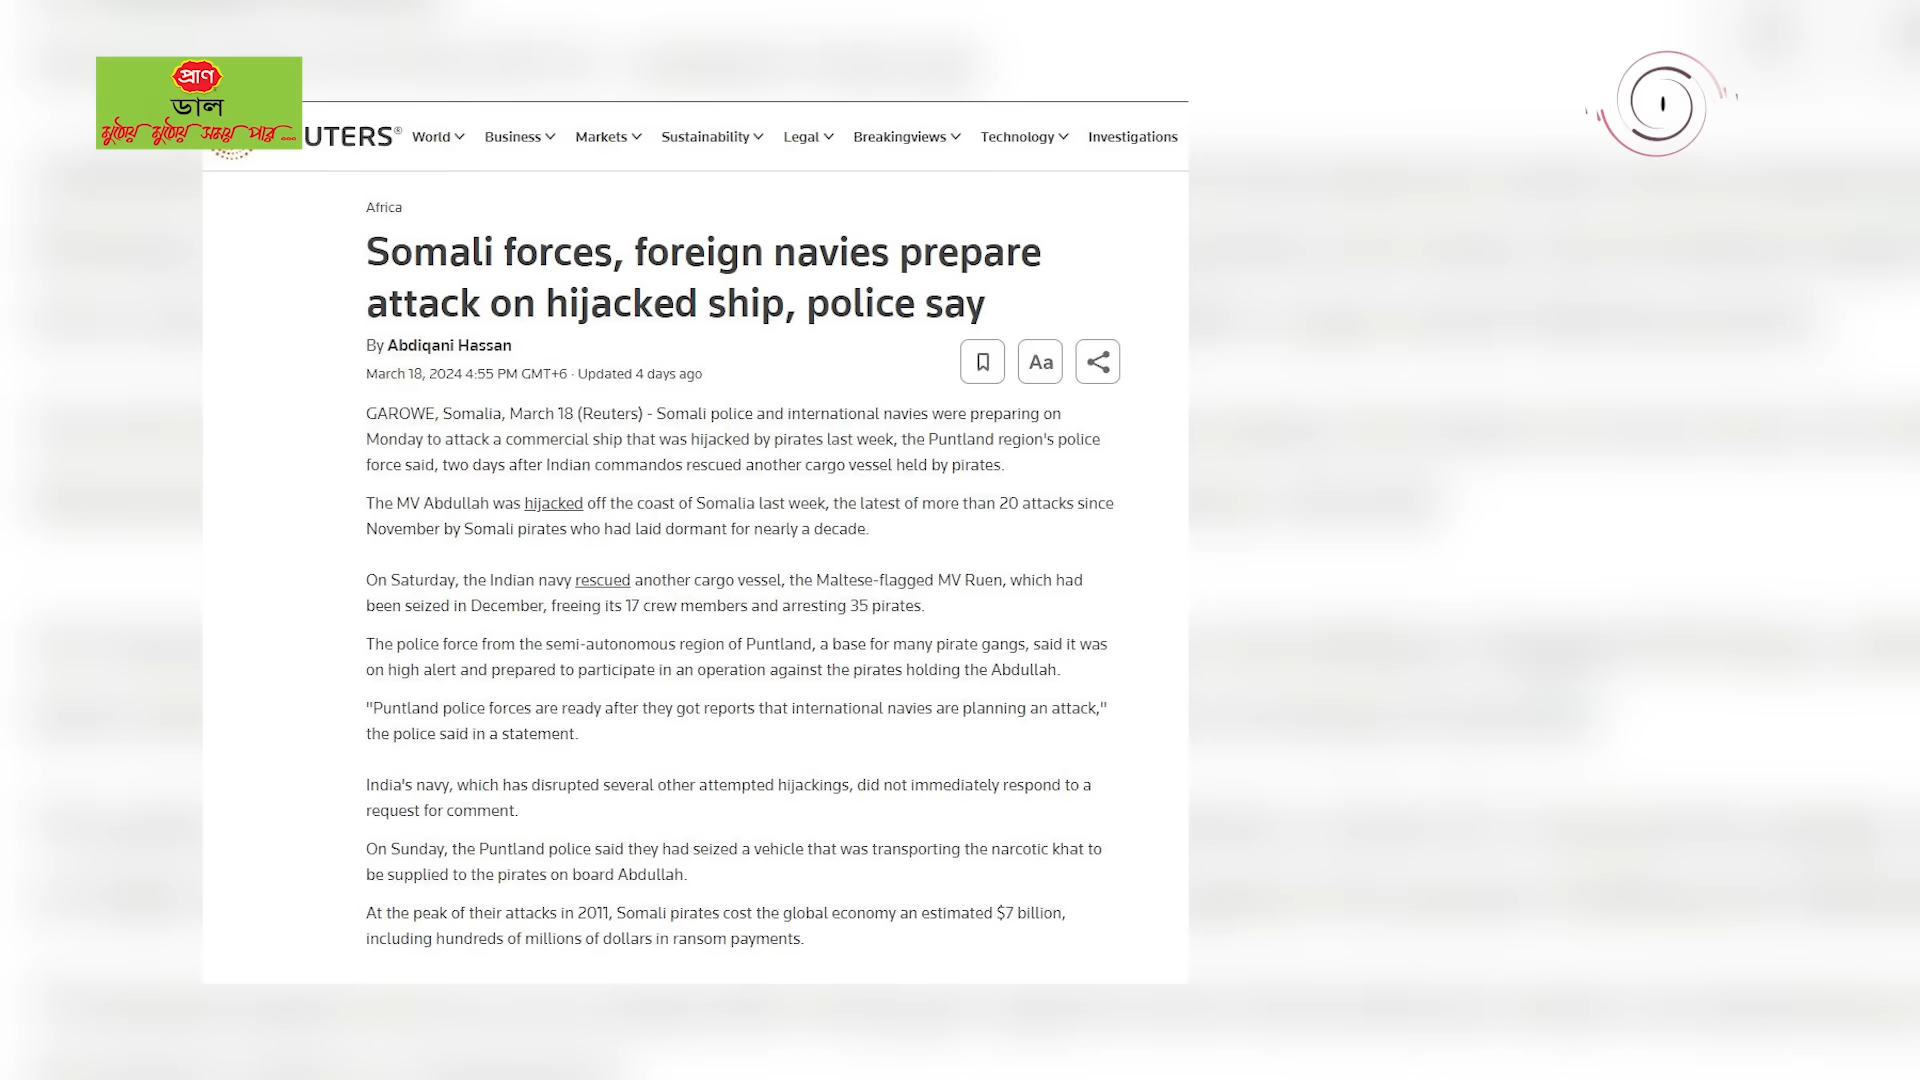 প্রাণ
ডাল
মুঠোয় মুঠোয় সময় পার...
UTERS®
World Business Markets Sustainability Legal Breakingviews Technology Investigations
Africa
Somali forces, foreign navies prepare
attack on hijacked ship, police say
By Abdiqani Hassan
March 18, 2024 4:55 PM GMT+6 · Updated 4 days ago
Aa
GAROWE, Somalia, March 18 (Reuters) - Somali police and international navies were preparing on
Monday to attack a commercial ship that was hijacked by pirates last week, the Puntland region's police
force said, two days after Indian commandos rescued another cargo vessel held by pirates.
The MV Abdullah was hijacked off the coast of Somalia last week, the latest of more than 20 attacks since
November by Somali pirates who had laid dormant for nearly a decade.
On Saturday, the Indian navy rescued another cargo vessel, the Maltese-flagged MV Ruen, which had
been seized in December, freeing its 17 crew members and arresting 35 pirates.
The police force from the semi-autonomous region of Puntland, a base for many pirate gangs, said it was
on high alert and prepared to participate in an operation against the pirates holding the Abdullah.
"Puntland police forces are ready after they got reports that international navies are planning an attack,"
the police said in a statement.
India's navy, which has disrupted several other attempted hijackings, did not immediately respond to a
request for comment.
On Sunday, the Puntland police said they had seized a vehicle that was transporting the narcotic khat to
be supplied to the pirates on board Abdullah.
At the peak of their attacks in 2011, Somali pirates cost the global economy an estimated $7 billion,
including hundreds of millions of dollars in ransom payments.